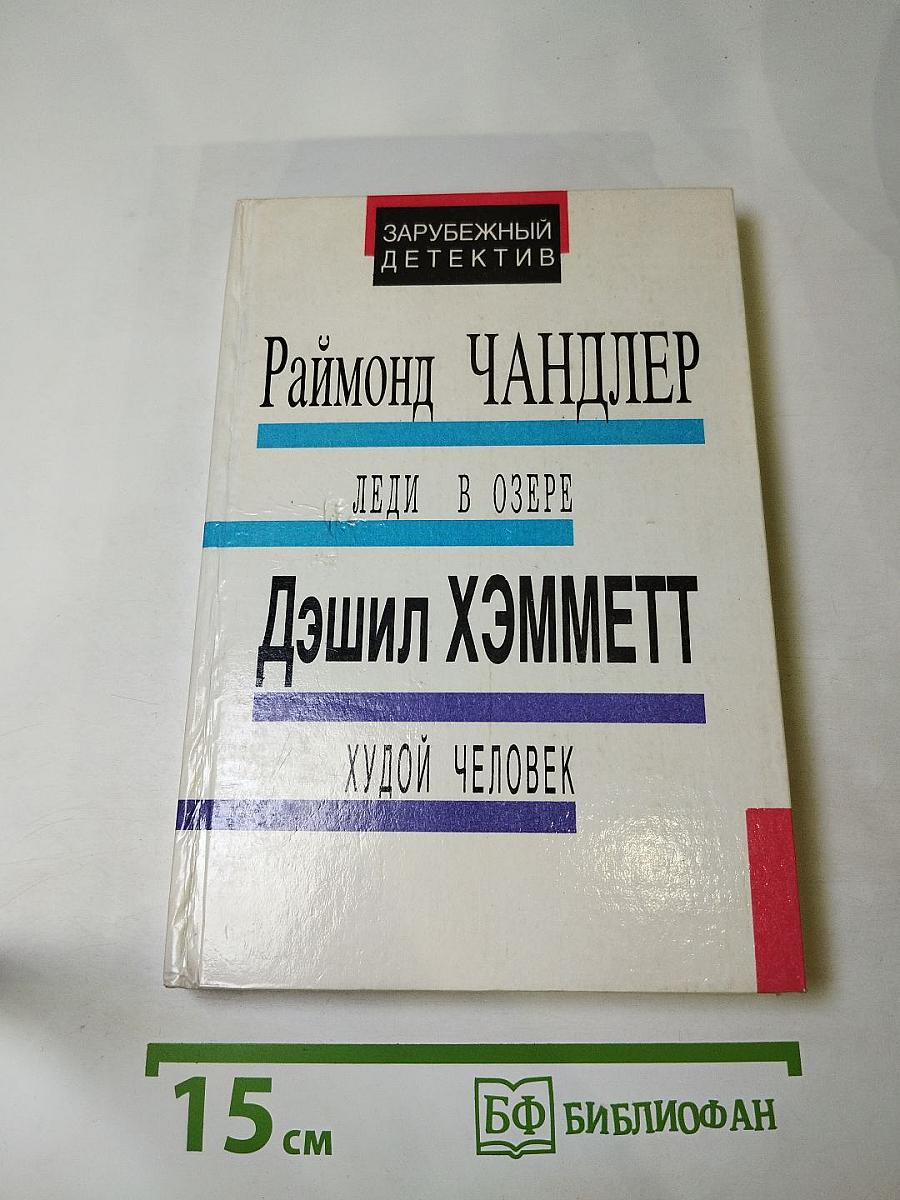 ЗАРУБЕЖНЫЙ
ДЕТЕКТИВ
Раймонд ЧАНДЛЕР
ЛЕДИ В ОЗЕРЕ
Дэшил ХЭММЕТТ
ХУДОЙ ЧЕЛОВЕК
15 см
БФ БИБЛИОФАН